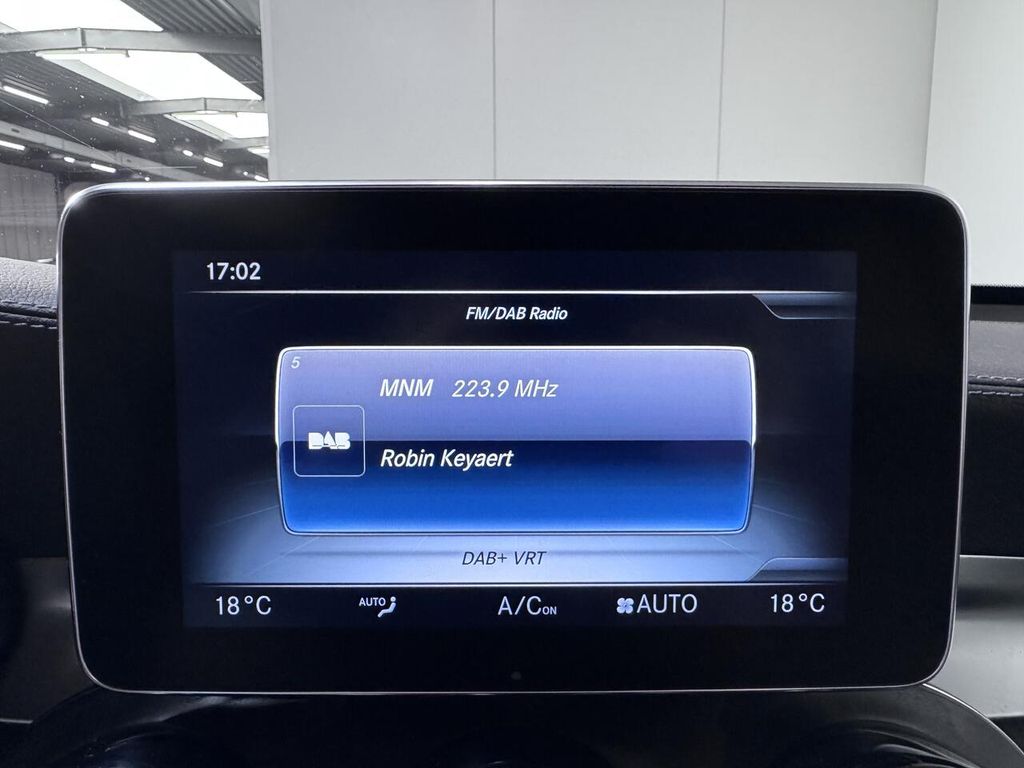 17:02
FM/DAB Radio
5
MNM 223.9 MHz
DAB
Robin Keyaert
DAB+ VRT
18°C AUTO A/C ON AUTO 18°C